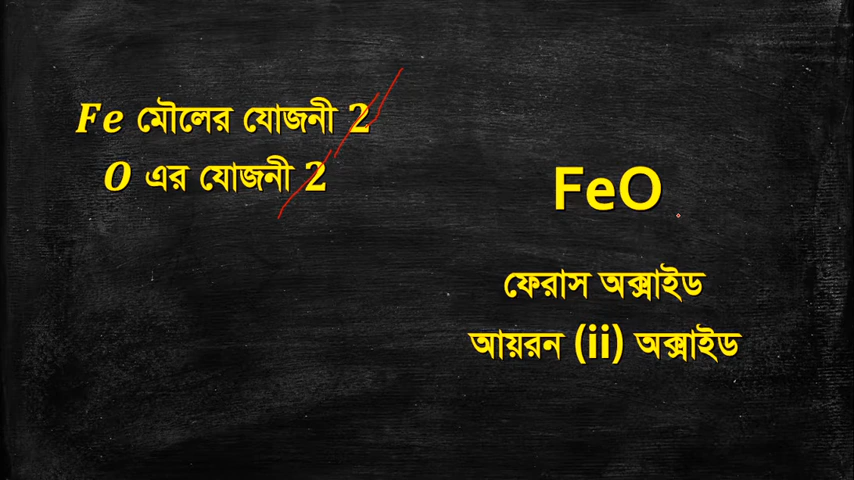 Fe মৌলের যোজনী 2
O এর যোজনী 2
FeO
ফেরাস অক্সাইড
আয়রন (ii) অক্সাইড